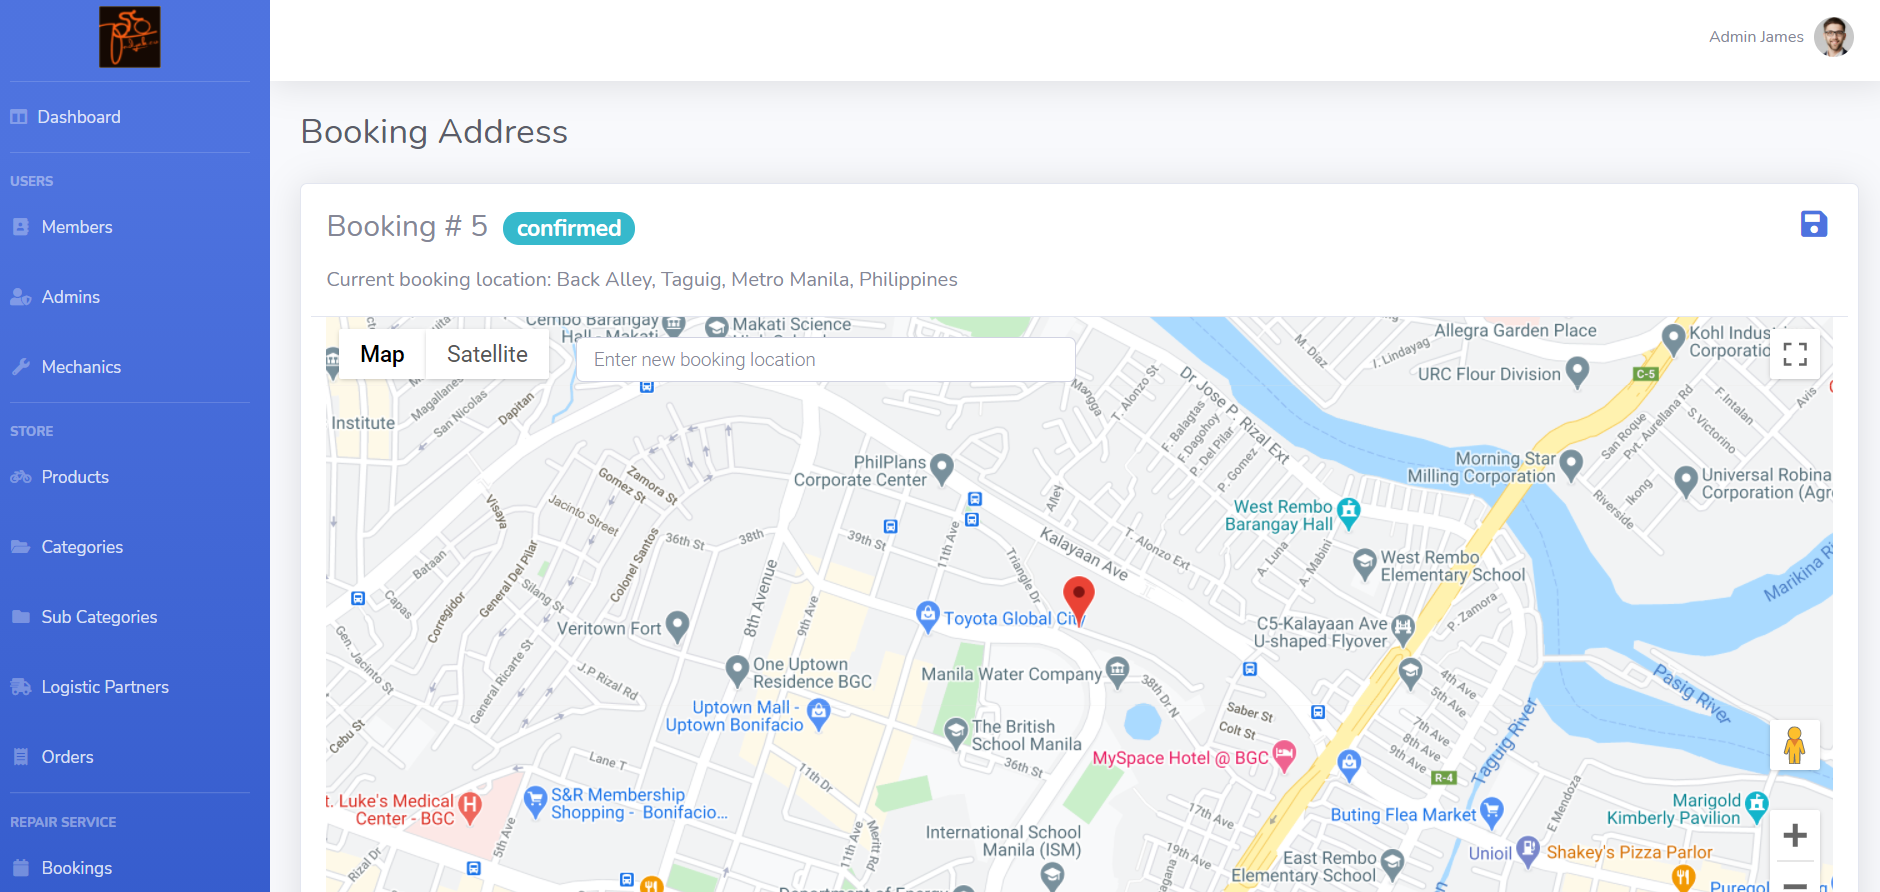 Admin James
Dashboard
USERS
Members
Admins
Mechanics
STORE
Products
Categories
Sub Categories
Logistic Partners
Orders
REPAIR SERVICE
Bookings
Booking Address
Booking # 5 confirmed
Current booking location: Back Alley, Taguig, Metro Manila, Philippines
Map
Satellite
Enter new booking location
Cembo Barangay
Makati Science
Allegra Garden Place
Kohl Indus
Corporatio
URC Flour Division
C-5
M. Diaz
J. Lindayag
F. Intalan
Avis
S. Victorino
Pvt. Aurellana Rd
San Roque
Institute
Magallanes
San Nicolas
Dapitan
Mangga
T. Alonzo St
Dr Jose P. Rizal Ext
F. Balagtas
F. Dagohoy
P. Del Pilar
P. Gomez
PhilPlans
Corporate Center
Morning Star
Milling Corporation
Universal Robina
Corporation (Agr
Ikong
Riverside
Zamora St
Gomez St
Visaya
Jacinto Street
Alley
West Rembo
Barangay Hall
36th St
38th
39th St
11th Ave
Kalayaan Ave
T. Alonzo Ext
A. Luna
A. Mabini
West Rembo
Elementary School
Marikina R
Bataan
Capas
Corregidor
General Del Pilar
Colonel Santos
Silang St
Triangle Dr
8th Avenue
9th Ave
P. Zamora
Toyota Global City
C5-Kalayaan Ave
U-shaped Flyover
Veritown Fort
Gen. Jacinto St
General Ricarte St
J.P. Rizal Rd
One Uptown
Residence BGC
Manila Water Company
38th Dr N
4th Ave
5th Ave
Pasig River
Uptown Mall -
Uptown Bonifacio
The British
School Manila
Saber St
Colt St
7th Ave
8th Ave
9th Ave
Taguig River
Cebu St
Lane T
MySpace Hotel @ BGC
36th St
11th Dr
R-4
t. Luke's Medical
Center - BGC
S&R Membership
Shopping - Bonifacio...
5th Ave
Merritt Rd
17th Ave
Buting Flea Market
E Mendoza
Marigold
Kimberly Pavilion
International School
Manila (ISM)
19th Ave
Rizal Dr
East Rembo
Elementary School
Unioil
Shakey's Pizza Parlor
Department of Energy
Puregol